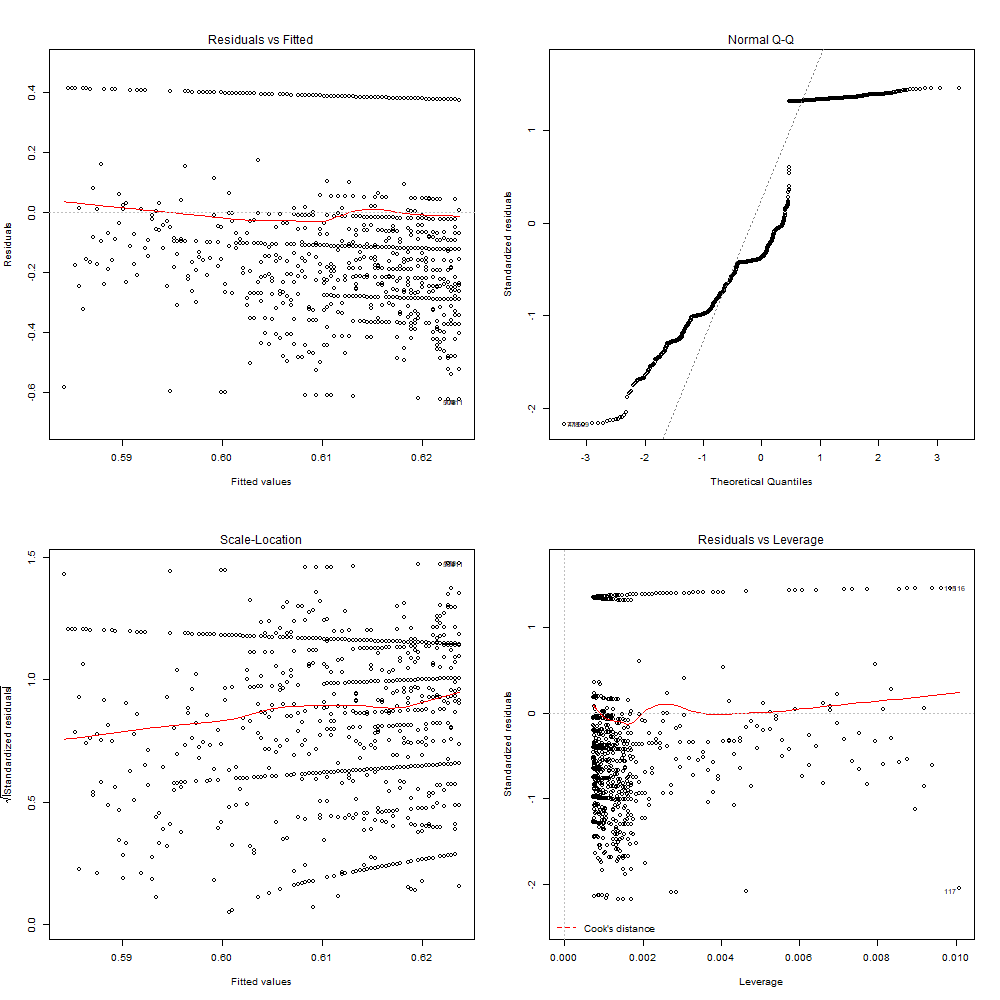 Residuals vs Fitted
Residuals
0.4
0.2
0.0
-0.2
-0.4
-0.6
0.59 0.60 0.61 0.62
Fitted values
Normal Q-Q
Standardized residuals
1
0
-1
-2
-3 -2 -1 0 1 2 3
Theoretical Quantiles
Scale-Location
√|Standardized residuals|
1.5
1.0
0.5
0.0
0.59 0.60 0.61 0.62
Fitted values
Residuals vs Leverage
Standardized residuals
1
0
-1
-2
117
Cook's distance
0.000 0.002 0.004 0.006 0.008 0.010
Leverage